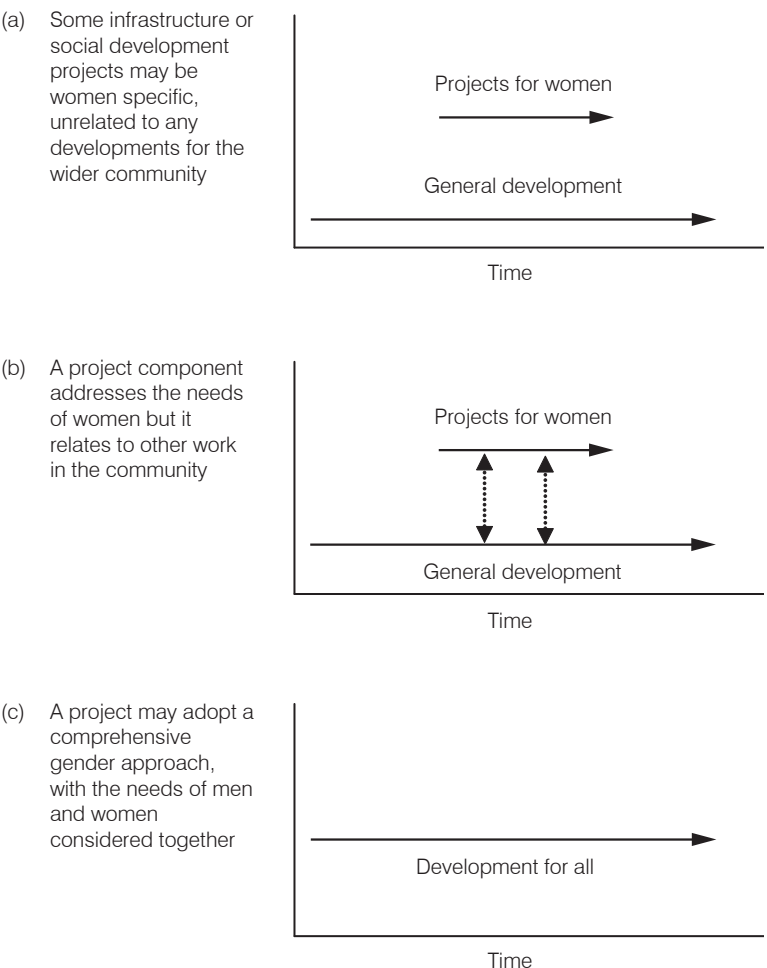 (a) Some infrastructure or
social development
projects may be
women specific,
unrelated to any
developments for the
wider community
Projects for women
General development
Time
(b) A project component
addresses the needs
of women but it
relates to other work
in the community
Projects for women
General development
Time
(c) A project may adopt a
comprehensive
gender approach,
with the needs of men
and women
considered together
Development for all
Time